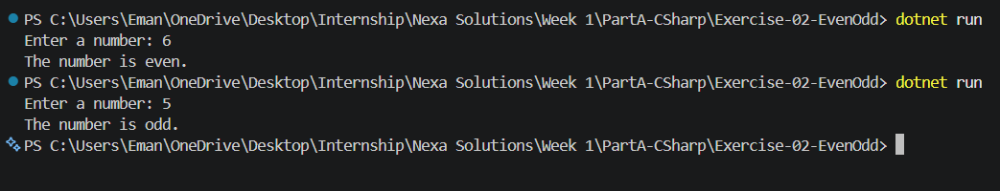 PS C:\Users\Eman\OneDrive\Desktop\Internship\Nexa Solutions\Week 1\PartA-CSharp\Exercise-02-EvenOdd> dotnet run
Enter a number: 6
The number is even.
PS C:\Users\Eman\OneDrive\Desktop\Internship\Nexa Solutions\Week 1\PartA-CSharp\Exercise-02-EvenOdd> dotnet run
Enter a number: 5
The number is odd.
PS C:\Users\Eman\OneDrive\Desktop\Internship\Nexa Solutions\Week 1\PartA-CSharp\Exercise-02-EvenOdd>